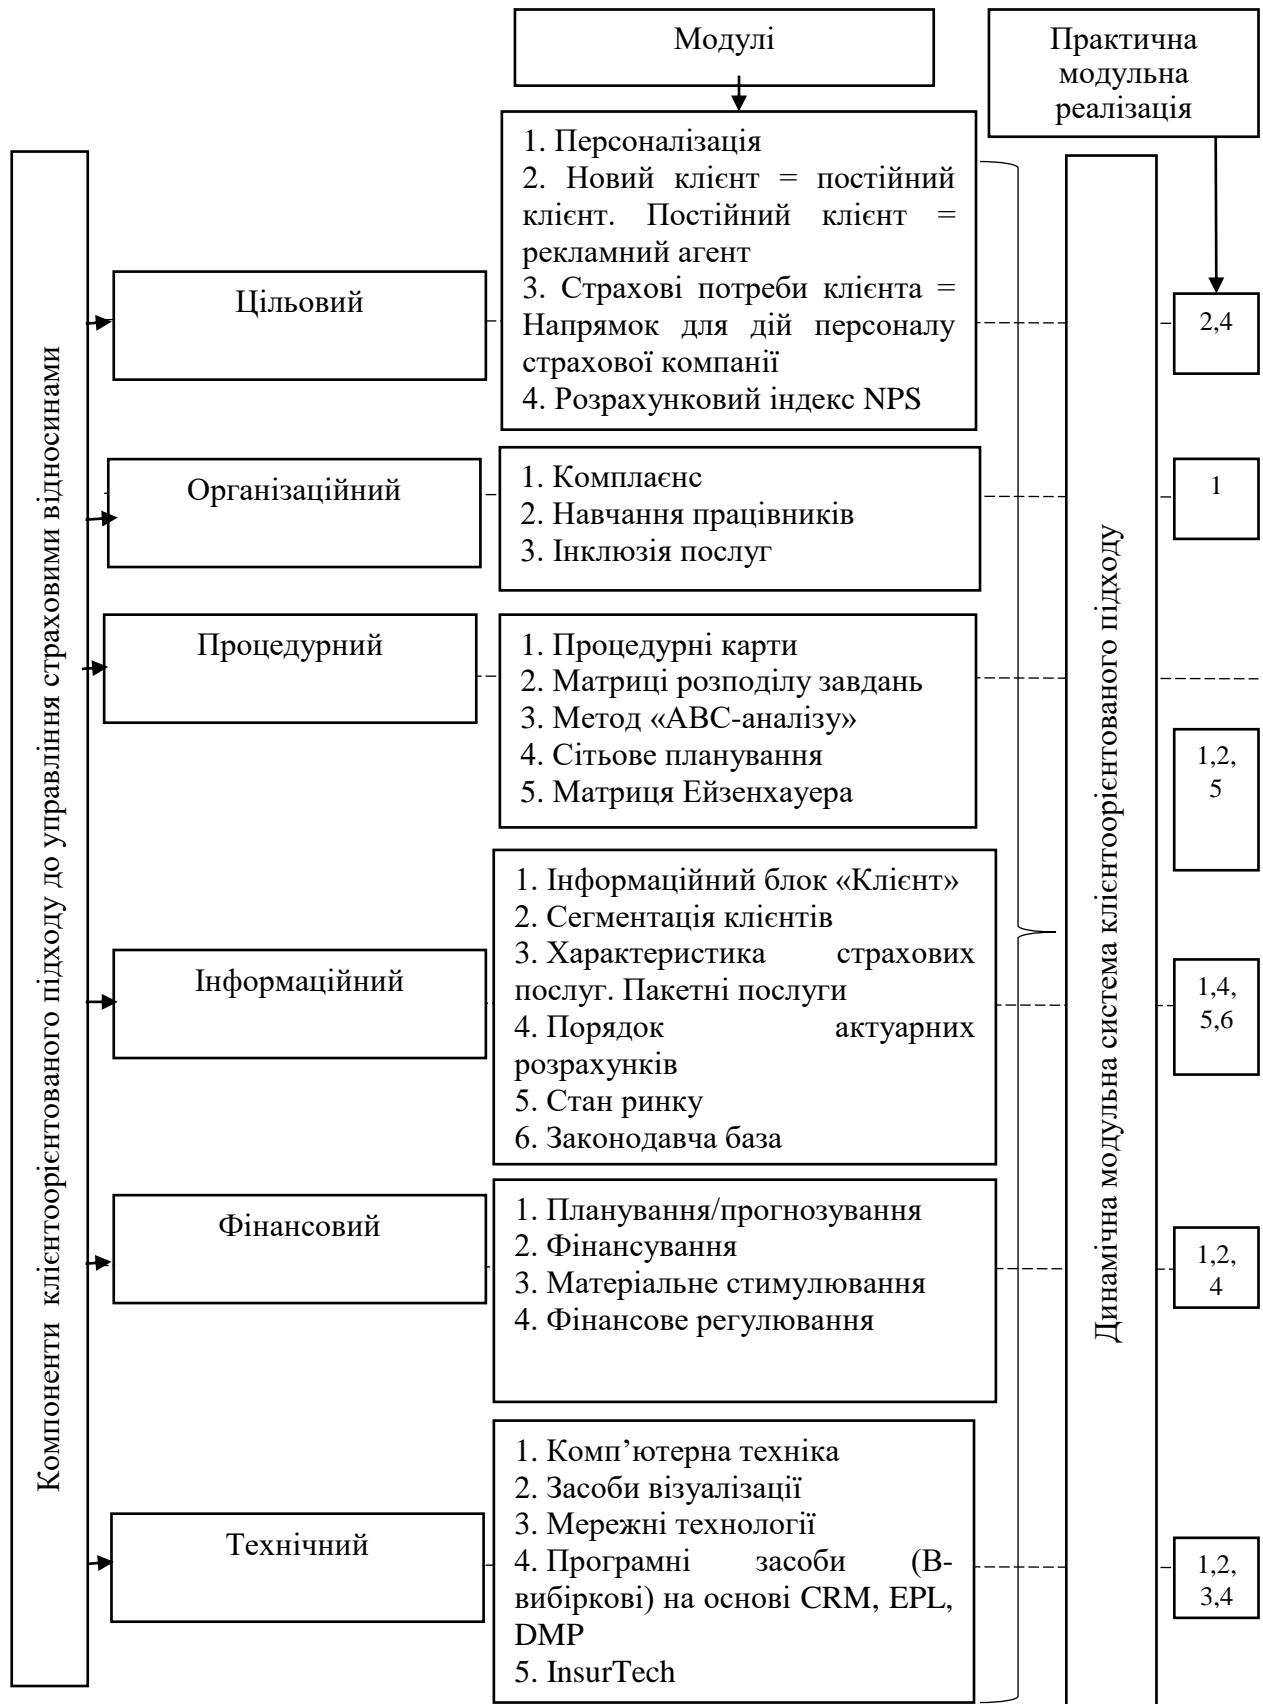 Модулі
Практична
модульна
реалізація
Компоненти клієнтоорієнтованого підходу до управління страховими відносинами
Цільовий
1. Персоналізація
2. Новий клієнт = постійний
клієнт. Постійний клієнт =
рекламний агент
3. Страхові потреби клієнта =
Напрямок для дій персоналу
страхової компанії
4. Розрахунковий індекс NPS
2,4
Організаційний
1. Комплаєнс
2. Навчання працівників
3. Інклюзія послуг
1
Процедурний
1. Процедурні карти
2. Матриці розподілу завдань
3. Метод «АВС-аналізу»
4. Сітьове планування
5. Матриця Ейзенхауера
1,2,
5
Інформаційний
1. Інформаційний блок «Клієнт»
2. Сегментація клієнтів
3. Характеристика страхових
послуг. Пакетні послуги
4. Порядок актуарних
розрахунків
5. Стан ринку
6. Законодавча база
1,4,
5,6
Фінансовий
1. Планування/прогнозування
2. Фінансування
3. Матеріальне стимулювання
4. Фінансове регулювання
1,2,
4
Технічний
1. Комп’ютерна техніка
2. Засоби візуалізації
3. Мережні технології
4. Програмні засоби (В-
вибіркові) на основі CRM, EPL,
DMP
5. InsurTech
1,2,
3,4
Динамічна модульна система клієнтоорієнтованого підходу